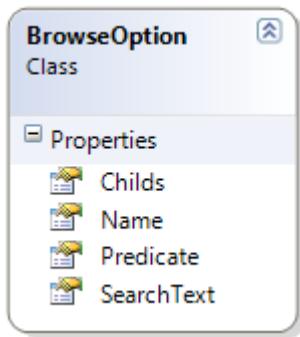 BrowseOption
Class
Properties
Childs
Name
Predicate
SearchText